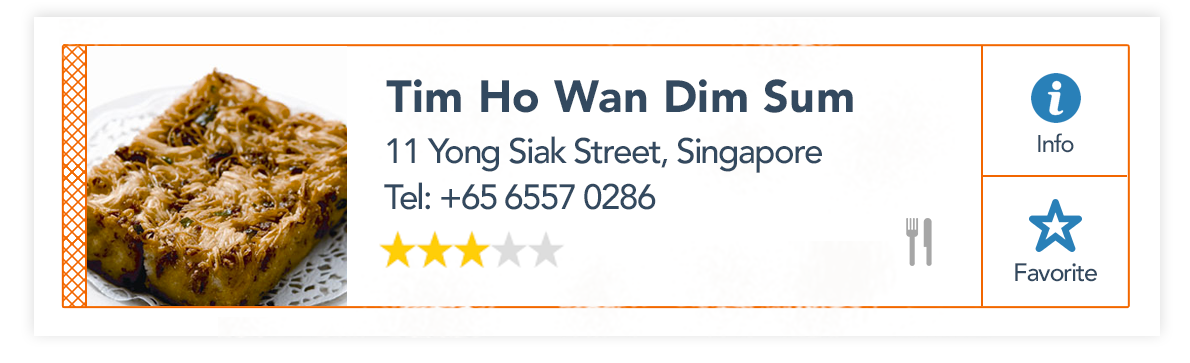 Tim Ho Wan Dim Sum
11 Yong Siak Street, Singapore
Tel: +65 6557 0286
Info
Favorite